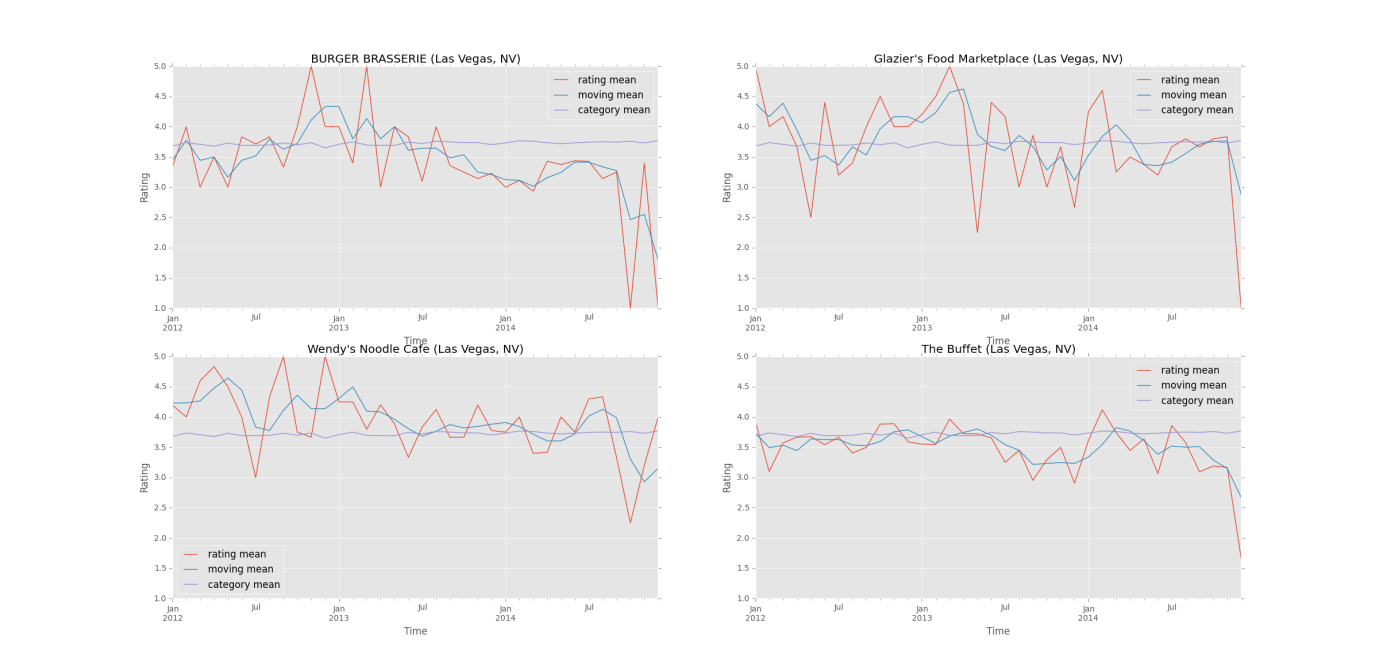 BURGER BRASSERIE (Las Vegas, NV)
5.0
4.5
4.0
3.5
3.0
2.5
2.0
1.5
1.0
Rating
rating mean
moving mean
category mean
Jan
2012
Jul
Jan
2013
Jul
Jan
2014
Jul
Time
Glazier's Food Marketplace (Las Vegas, NV)
5.0
4.5
4.0
3.5
3.0
2.5
2.0
1.5
1.0
Rating
rating mean
moving mean
category mean
Jan
2012
Jul
Jan
2013
Jul
Jan
2014
Jul
Time
Wendy's Noodle Cafe (Las Vegas, NV)
5.0
4.5
4.0
3.5
3.0
2.5
2.0
1.5
1.0
Rating
rating mean
moving mean
category mean
Jan
2012
Jul
Jan
2013
Jul
Jan
2014
Jul
Time
The Buffet (Las Vegas, NV)
5.0
4.5
4.0
3.5
3.0
2.5
2.0
1.5
1.0
Rating
rating mean
moving mean
category mean
Jan
2012
Jul
Jan
2013
Jul
Jan
2014
Jul
Time